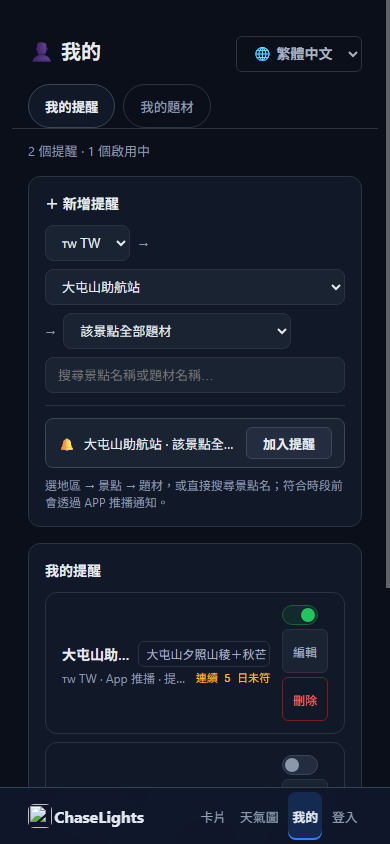 我的
繁體中文
我的提醒
我的題材
2 個提醒 · 1 個啟用中
＋ 新增提醒
TW TW →
大屯山助航站
→ 該景點全部題材
搜尋景點名稱或題材名稱…
大屯山助航站 · 該景點全...
加入提醒
選地區 → 景點 → 題材，或直接搜尋景點名；符合時段前
會透過 APP 推播通知。
我的提醒
大屯山助... 大屯山夕照山稜＋秋芒
TW TW · App 推播 · 提... 連續 5 日未符
編輯
刪除
ChaseLights
卡片
天氣圖
我的
登入